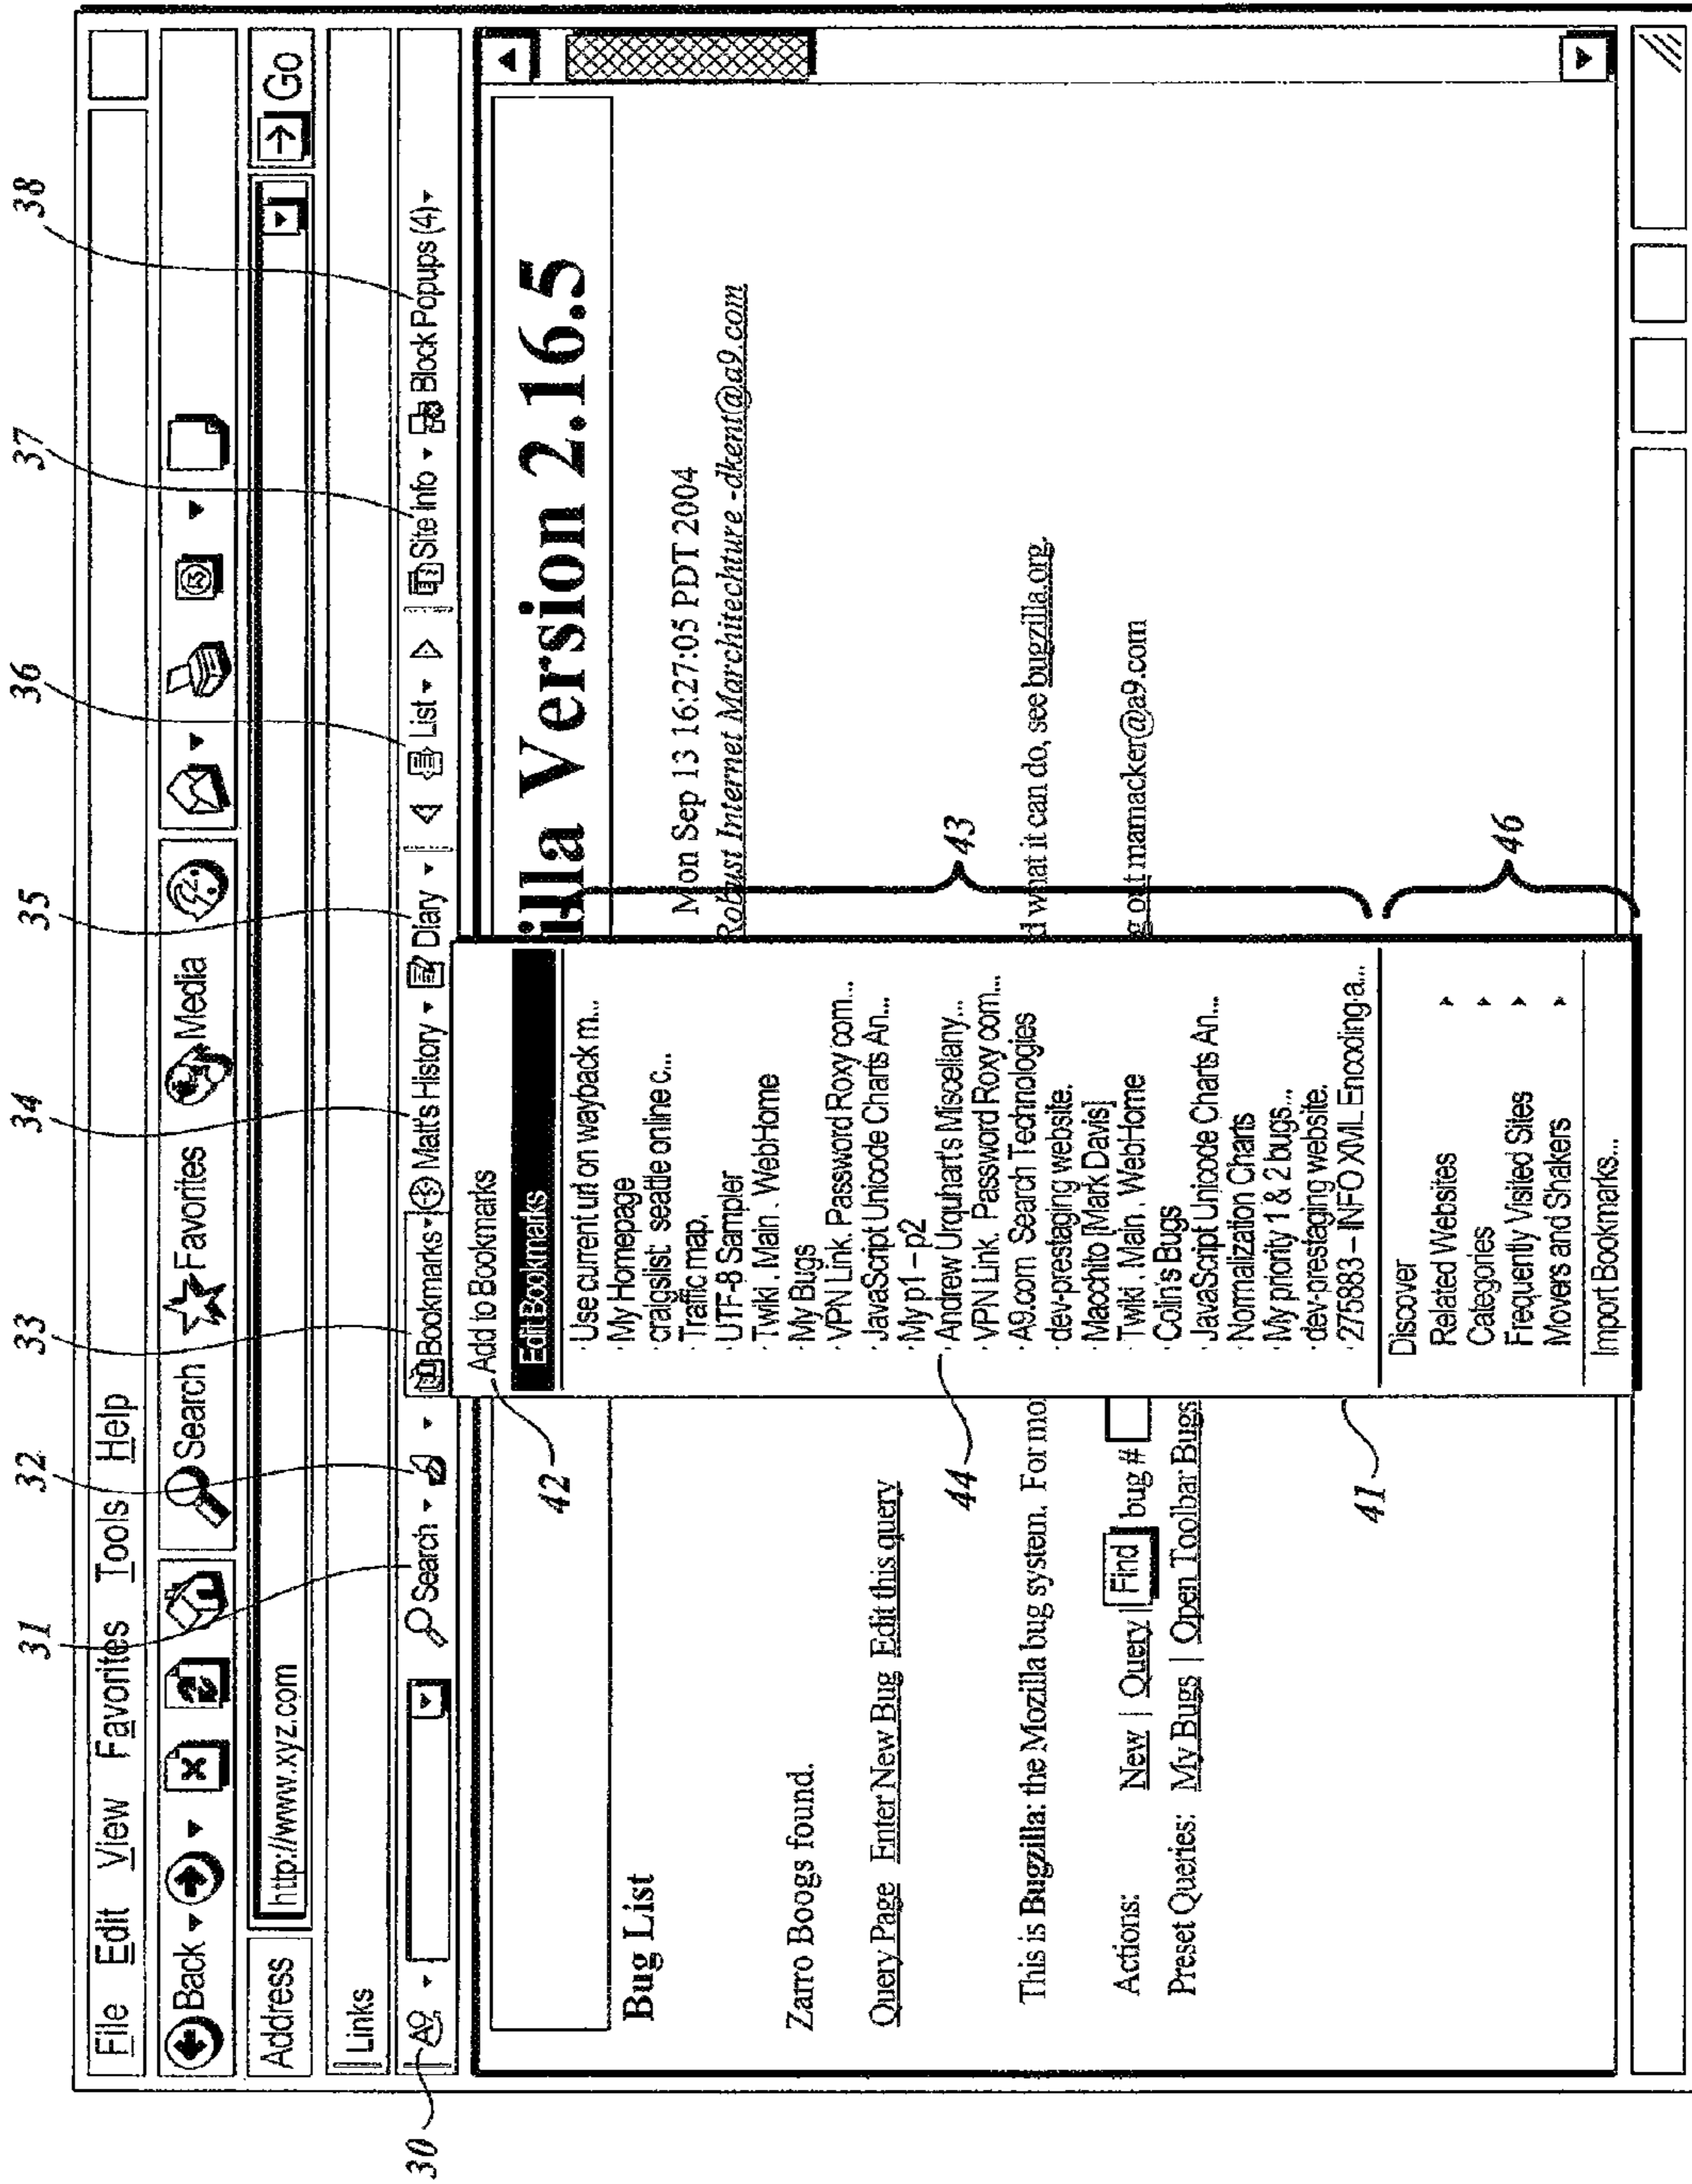 31 32 33 34 35 36 37 38
File Edit View Favorites Tools Help
Back Search Favorites Media
Address http://www.xyz.com Go
Links
30 A9 Search Bookmarks Matt's History Diary List Site Info Block Popups (4)
42
Add to Bookmarks
Edit Bookmarks
Use current url on wayback m...
My Homepage
craigslist: seattle online c...
Traffic map.
UTF-8 Sampler
Twiki . Main . WebHome
My Bugs
VPN Link. Password Roxy com...
JavaScript Unicode Charts An...
My p1 – p2
Andrew Urquhart's Miscellany...
VPN Link. Password Roxy com...
A9.com Search Technologies
dev-prestaging website.
Macchito [Mark Davis]
Twiki . Main . WebHome
Colin's Bugs
JavaScript Unicode Charts An...
Normalization Charts
My priority 1 & 2 bugs...
dev-prestaging website.
275883 – INFO XML Encoding a...
Discover
Related Websites
Categories
Frequently Visited Sites
Movers and Shakers
Import Bookmarks...
44
41
43
46
illa Version 2.16.5
Bug List
Mon Sep 13 16:27:05 PDT 2004
Robust Internet Marchitechture -dkent@a9.com
Zarro Boogs found.
Query Page Enter New Bug Edit this query
This is Bugzilla: the Mozilla bug system. For mo
d what it can do, see bugzilla.org.
Actions: New | Query | Find bug #
g out mamacker@a9.com
Preset Queries: My Bugs | Open Toolbar Bugs